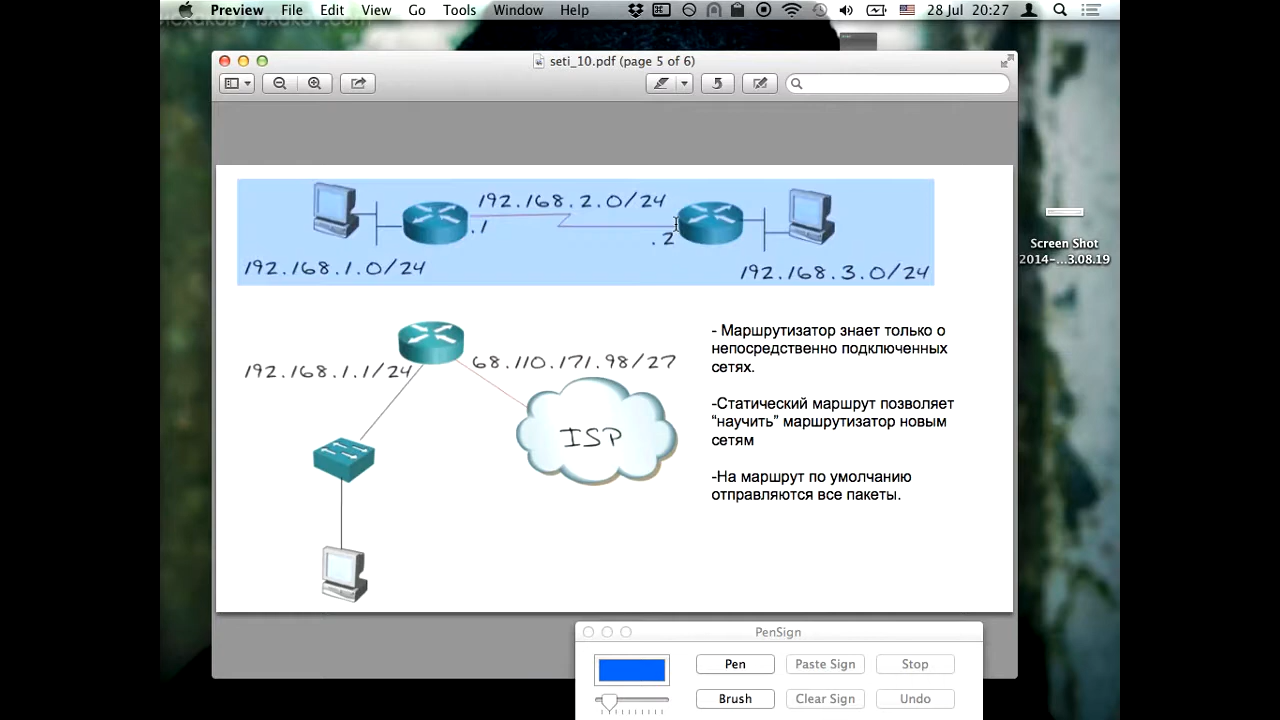 Preview File Edit View Go Tools Window Help 28 Jul 20:27
seti_10.pdf (page 5 of 6)
192.168.2.0/24
.1
.2
192.168.1.0/24
192.168.3.0/24
Screen Shot
2014-...3.08.19
192.168.1.1/24
68.110.171.98/27
ISP
- Маршрутизатор знает только о
непосредственно подключенных
сетях.
-Статический маршрут позволяет
“научить” маршрутизатор новым
сетям
-На маршрут по умолчанию
отправляются все пакеты.
PenSign
Pen Paste Sign Stop
Brush Clear Sign Undo